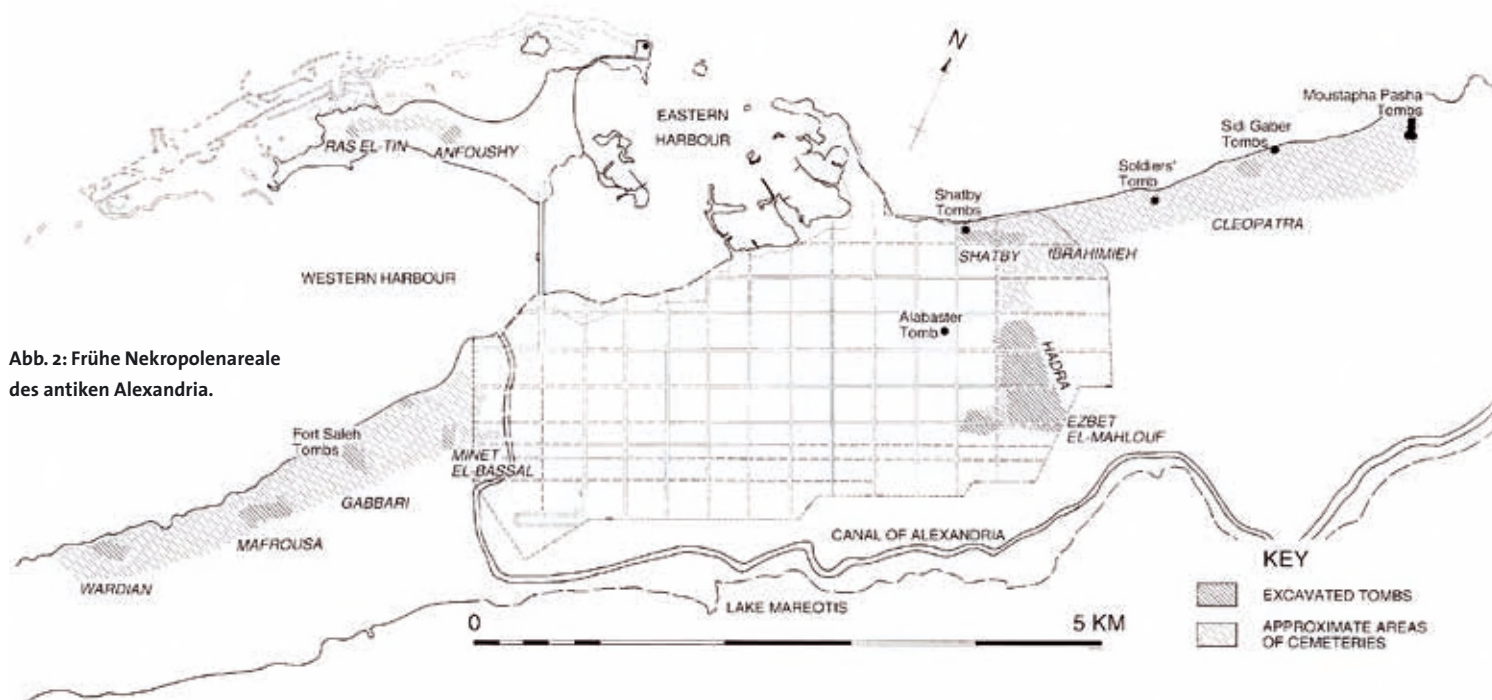 N
EASTERN
HARBOUR
Moustapha Pasha
Tombs
Sidi Gaber
Tombs
RAS EL-TIN
ANFOUSHY
Soldiers'
Tomb
Shatby
Tombs
CLEOPATRA
SHATBY
IBRAHIMIEH
WESTERN HARBOUR
Alabaster
Tomb
Abb. 2: Frühe Nekropolenareale
des antiken Alexandria.
HADRA
Fort Saleh
Tombs
EZBET
EL-MAHLOUF
MINET
EL-BASSAL
GABBARI
MAFROUSA
WARDIAN
CANAL OF ALEXANDRIA
LAKE MAREOTIS
0
5 KM
KEY
EXCAVATED TOMBS
APPROXIMATE AREAS
OF CEMETERIES